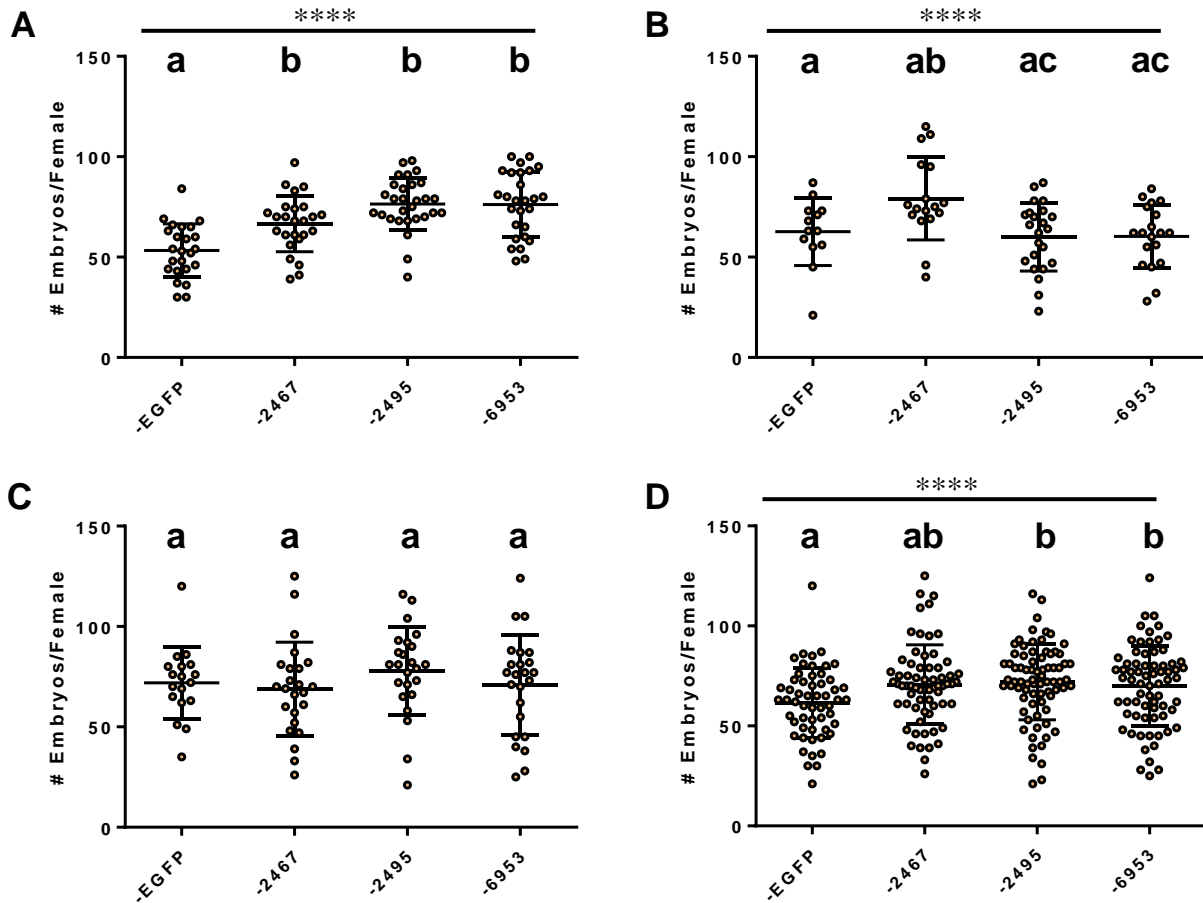 A
****
a b b b
# Embryos/Female
150
100
50
0
-EGFP -2467 -2495 -6953
B
****
a ab ac ac
# Embryos/Female
150
100
50
0
-EGFP -2467 -2495 -6953
C
a a a a
# Embryos/Female
150
100
50
0
-EGFP -2467 -2495 -6953
D
****
a ab b b
# Embryos/Female
150
100
50
0
-EGFP -2467 -2495 -6953